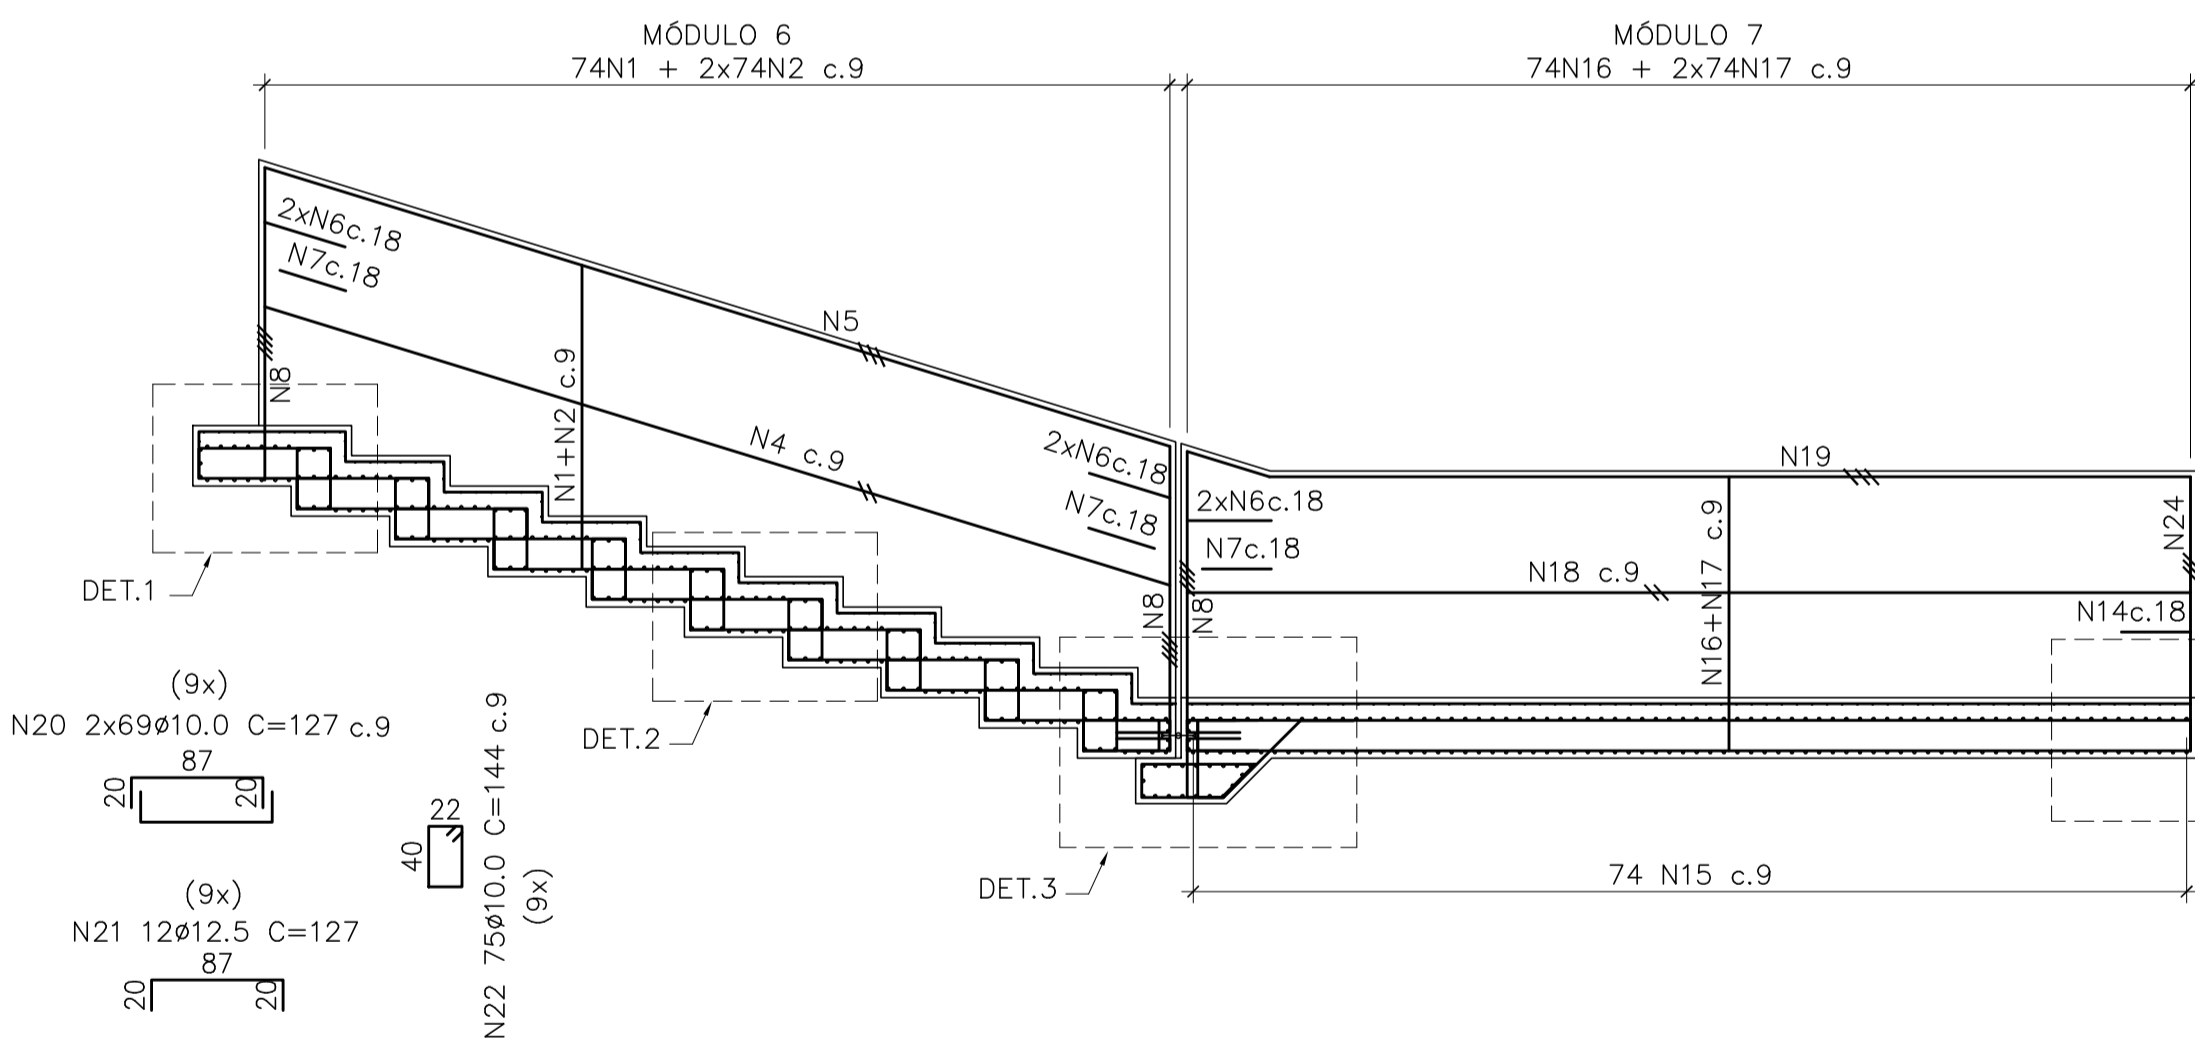 MÓDULO 6
74N1 + 2x74N2 c.9
MÓDULO 7
74N16 + 2x74N17 c.9
2xN6c.18
N7c.18
N5
N8
N1+N2 c.9
N4 c.9
2xN6c.18
N7c.18
N8
N8
2xN6c.18
N7c.18
N19
N18 c.9
N16+N17 c.9
N24
N14c.18
DET.1
DET.2
DET.3
74 N15 c.9
(9x)
N20 2x69ø10.0 C=127 c.9
87
20
20
(9x)
N21 12ø12.5 C=127
87
20
20
22
40
N22 75ø10.0 C=144 c.9
(9x)